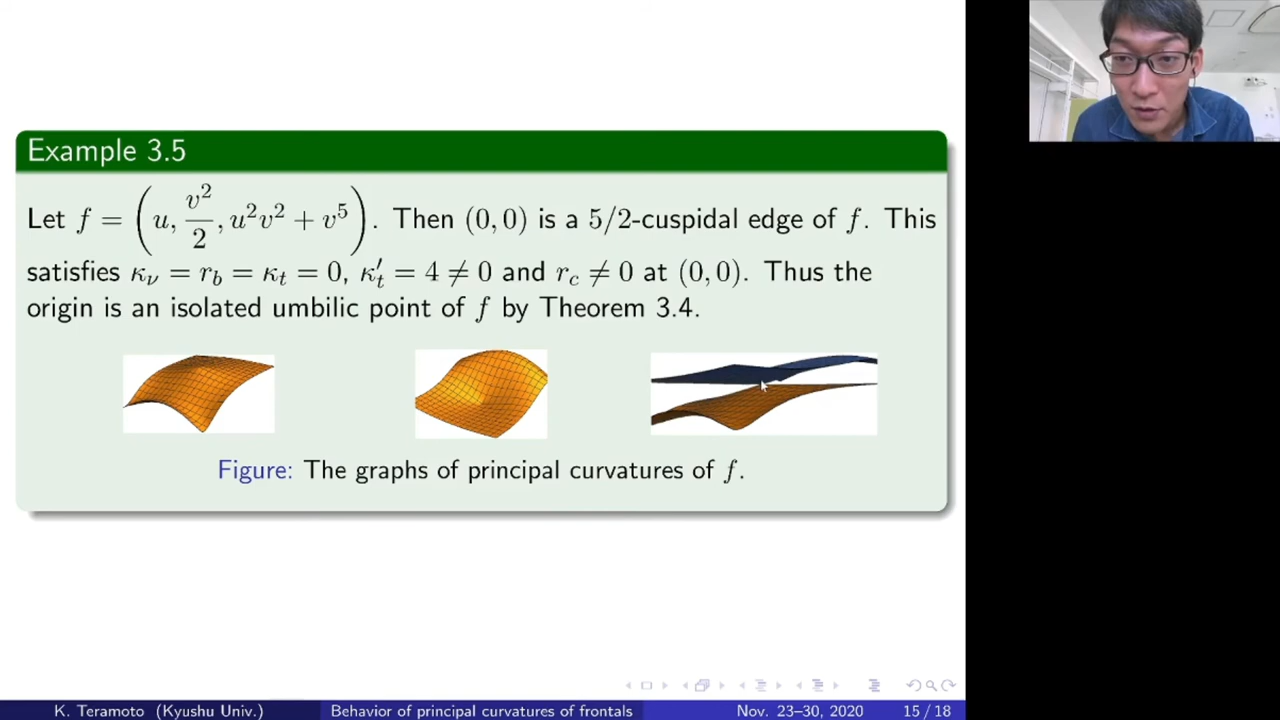 Example 3.5
Let f = (u, v²/2, u²v² + v⁵). Then (0, 0) is a 5/2-cuspidal edge of f. This
satisfies κ_ν = r_b = κ_t = 0, κ′_t = 4 ≠ 0 and r_c ≠ 0 at (0, 0). Thus the
origin is an isolated umbilic point of f by Theorem 3.4.
Figure: The graphs of principal curvatures of f.
K. Teramoto (Kyushu Univ.) Behavior of principal curvatures of frontals Nov. 23–30, 2020 15 / 18